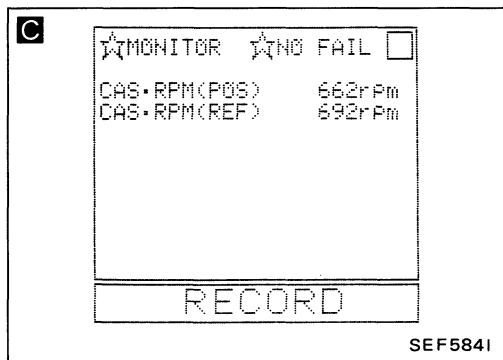 C
☆MONITOR ☆NO FAIL
CAS•RPM(POS) 662rpm
CAS•RPM(REF) 692rpm
RECORD
SEF584I